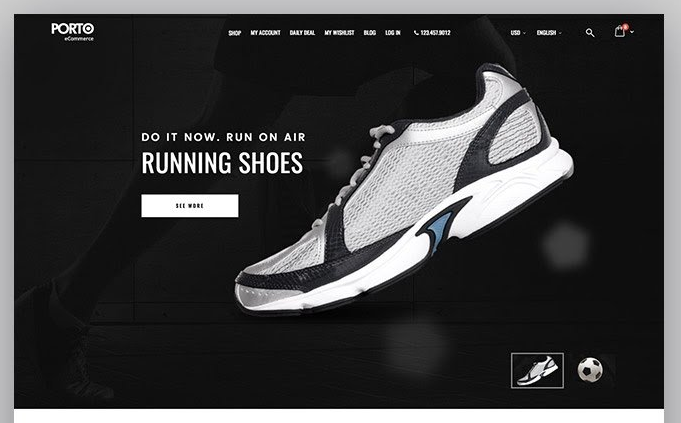 PORTO
eCommerce
SHOP MY ACCOUNT DAILY DEAL MY WISHLIST BLOG LOG IN 123.457.9012 USD ENGLISH
DO IT NOW. RUN ON AIR
RUNNING SHOES
SEE MORE